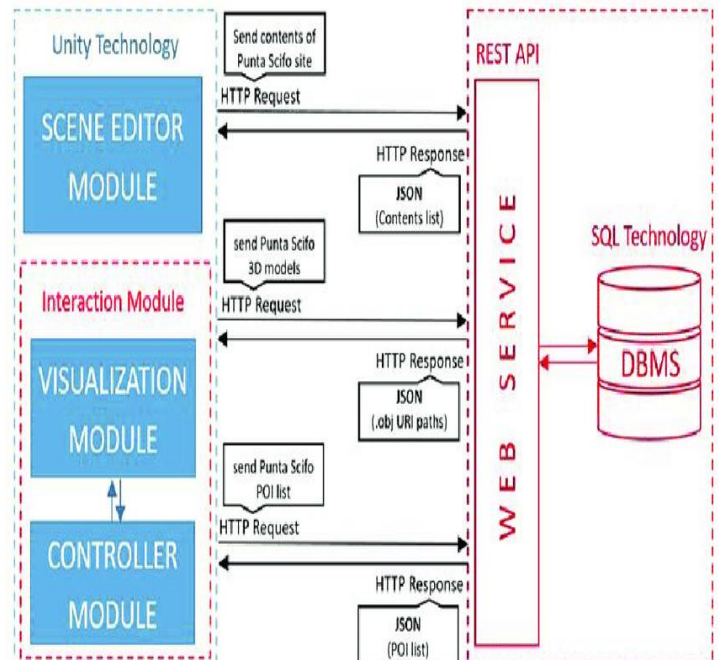 Unity Technology
SCENE EDITOR
MODULE
Interaction Module
VISUALIZATION
MODULE
CONTROLLER
MODULE
Send contents of
Punta Scifo site
HTTP Request
HTTP Response
JSON
(Contents list)
send Punta Scifo
3D models
HTTP Request
HTTP Response
JSON
(.obj URI paths)
send Punta Scifo
POI list
HTTP Request
HTTP Response
JSON
(POI list)
REST API
WEB SERVICE
SQL Technology
DBMS